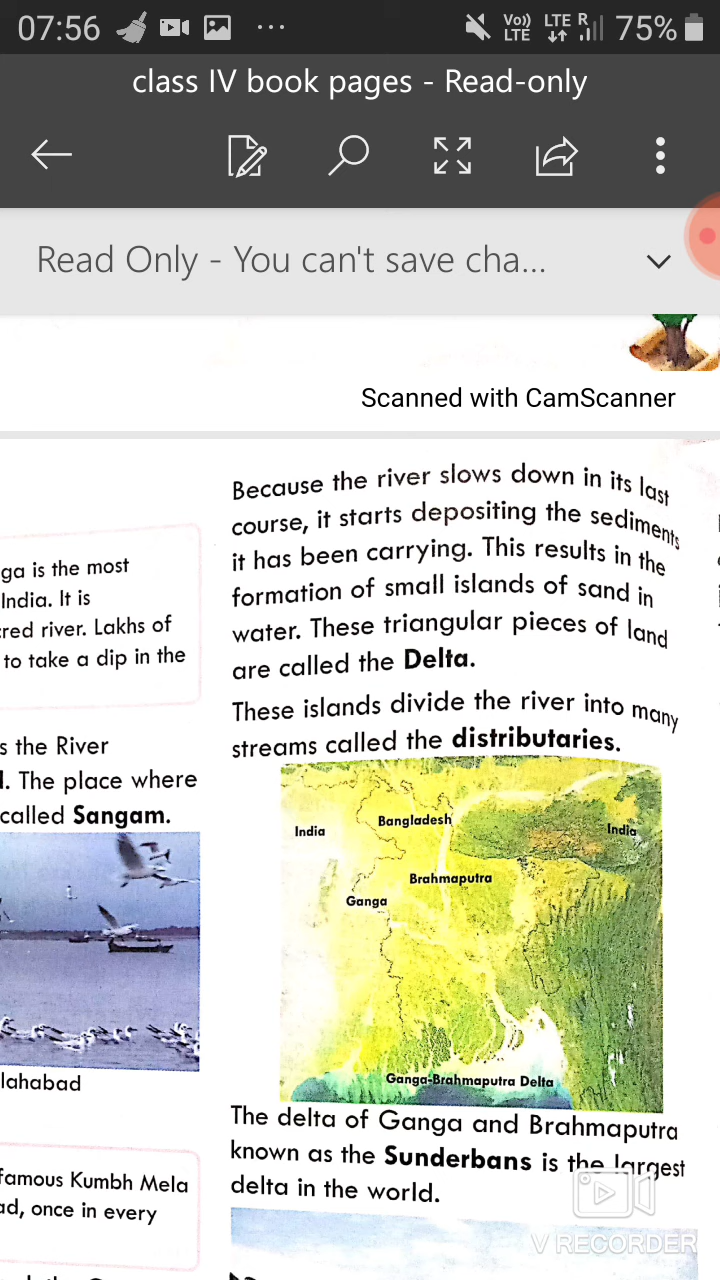 07:56
Vo)) LTE LTE R 75%
class IV book pages - Read-only
Read Only - You can't save cha...
Scanned with CamScanner
ga is the most
India. It is
red river. Lakhs of
to take a dip in the
s the River
. The place where
called Sangam.
lahabad
famous Kumbh Mela
ad, once in every
Because the river slows down in its last
course, it starts depositing the sediments
it has been carrying. This results in the
formation of small islands of sand in
water. These triangular pieces of land
are called the Delta.
These islands divide the river into many
streams called the distributaries.
India
Bangladesh
India
Brahmaputra
Ganga
Ganga-Brahmaputra Delta
The delta of Ganga and Brahmaputra
known as the Sunderbans is the largest
delta in the world.
V RECORDER